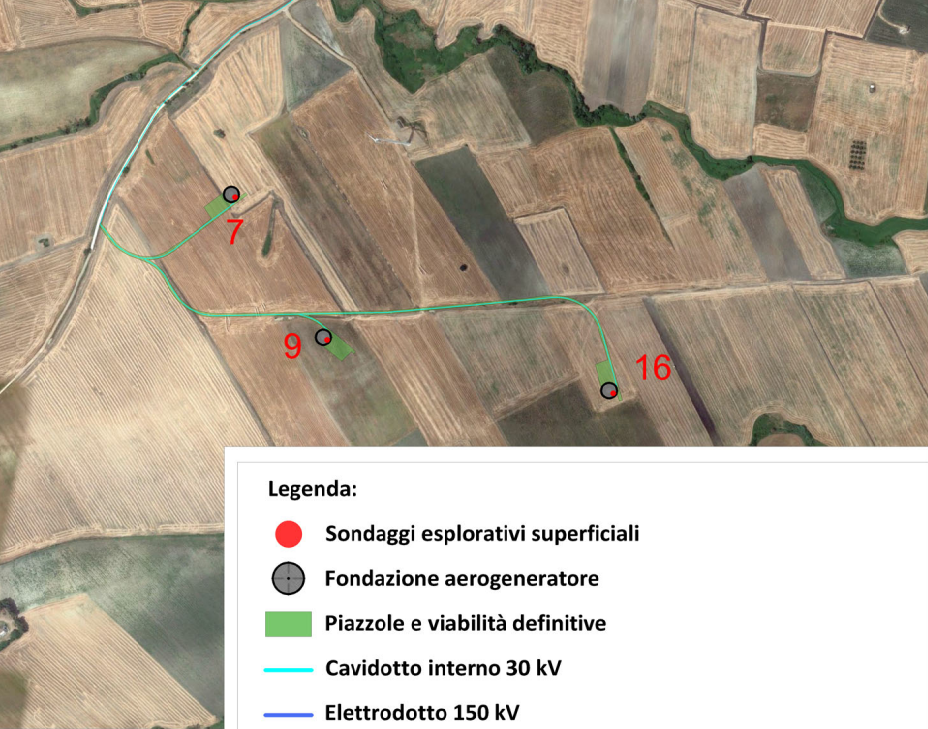 7
9
16
Legenda:
Sondaggi esplorativi superficiali
Fondazione aerogeneratore
Piazzole e viabilità definitive
Cavidotto interno 30 kV
Elettrodotto 150 kV